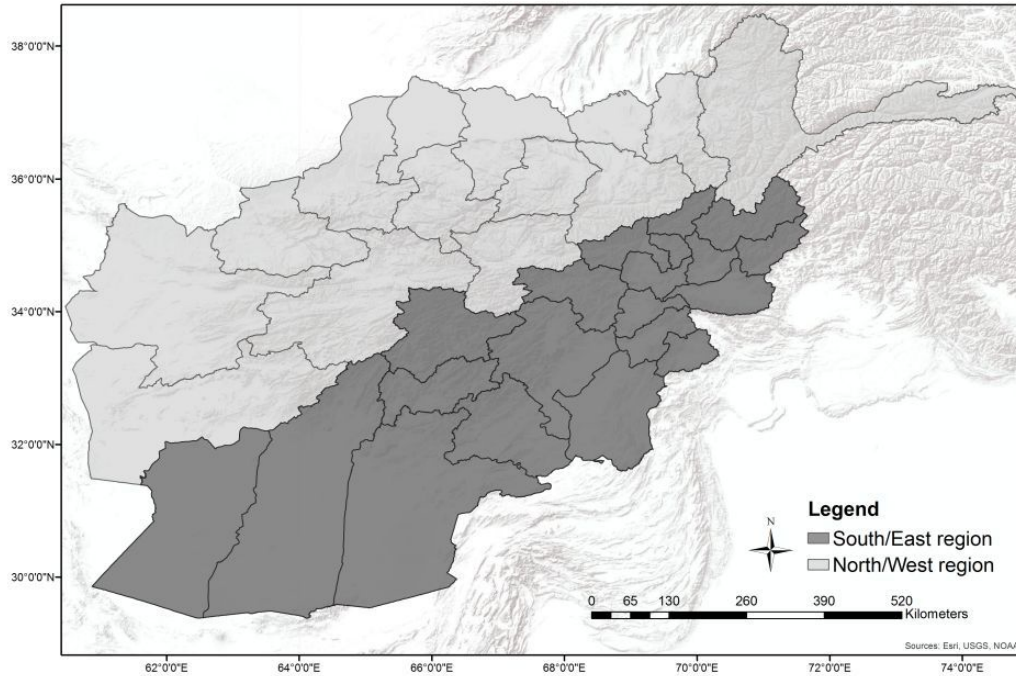 38°0'0"N
36°0'0"N
34°0'0"N
32°0'0"N
30°0'0"N
N
Legend
South/East region
North/West region
0 65 130 260 390 520
Kilometers
Sources: Esri, USGS, NOAA
62°0'0"E 64°0'0"E 66°0'0"E 68°0'0"E 70°0'0"E 72°0'0"E 74°0'0"E